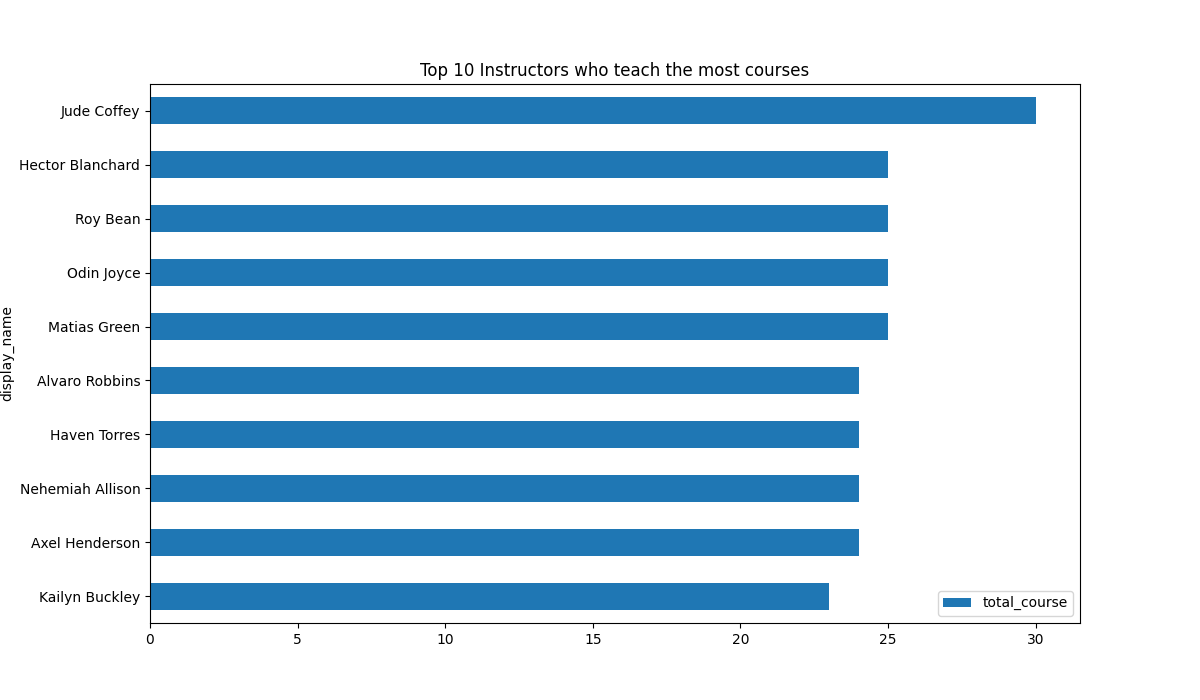 Top 10 Instructors who teach the most courses
display_name
Jude Coffey
Hector Blanchard
Roy Bean
Odin Joyce
Matias Green
Alvaro Robbins
Haven Torres
Nehemiah Allison
Axel Henderson
Kailyn Buckley
total_course
0 5 10 15 20 25 30